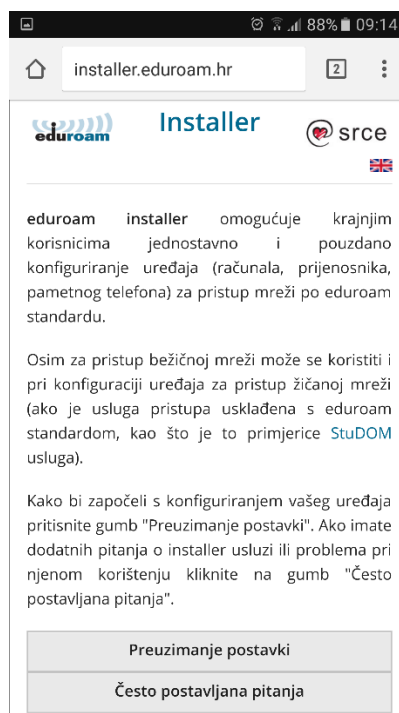 88% 09:14
installer.eduroam.hr 2
eduroam Installer srce
eduroam installer omogućuje krajnjim
korisnicima jednostavno i pouzdano
konfiguriranje uređaja (računala, prijenosnika,
pametnog telefona) za pristup mreži po eduroam
standardu.
Osim za pristup bežičnoj mreži može se koristiti i
pri konfiguraciji uređaja za pristup žičanoj mreži
(ako je usluga pristupa usklađena s eduroam
standardom, kao što je to primjerice StuDOM
usluga).
Kako bi započeli s konfiguriranjem vašeg uređaja
pritisnite gumb "Preuzimanje postavki". Ako imate
dodatnih pitanja o installer usluzi ili problema pri
njenom korištenju kliknite na gumb "Često
postavljana pitanja".
Preuzimanje postavki
Često postavljana pitanja